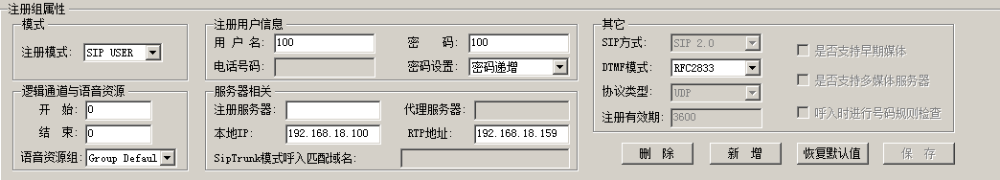 注册组属性
模式
注册模式: SIP USER
逻辑通道与语音资源
开 始: 0
结 束: 0
语音资源组: Group Defaul
注册用户信息
用 户 名: 100 密 码: 100
电话号码: 密码设置: 密码递增
服务器相关
注册服务器: 代理服务器:
本地IP: 192.168.18.100 RTP地址: 192.168.18.159
SipTrunk模式呼入匹配域名:
其它
SIP方式: SIP 2.0 是否支持早期媒体
DTMF模式: RFC2833 是否支持多媒体服务器
协议类型: UDP
注册有效期: 3600 呼入时进行号码规则检查
删 除 新 增 恢复默认值 保 存